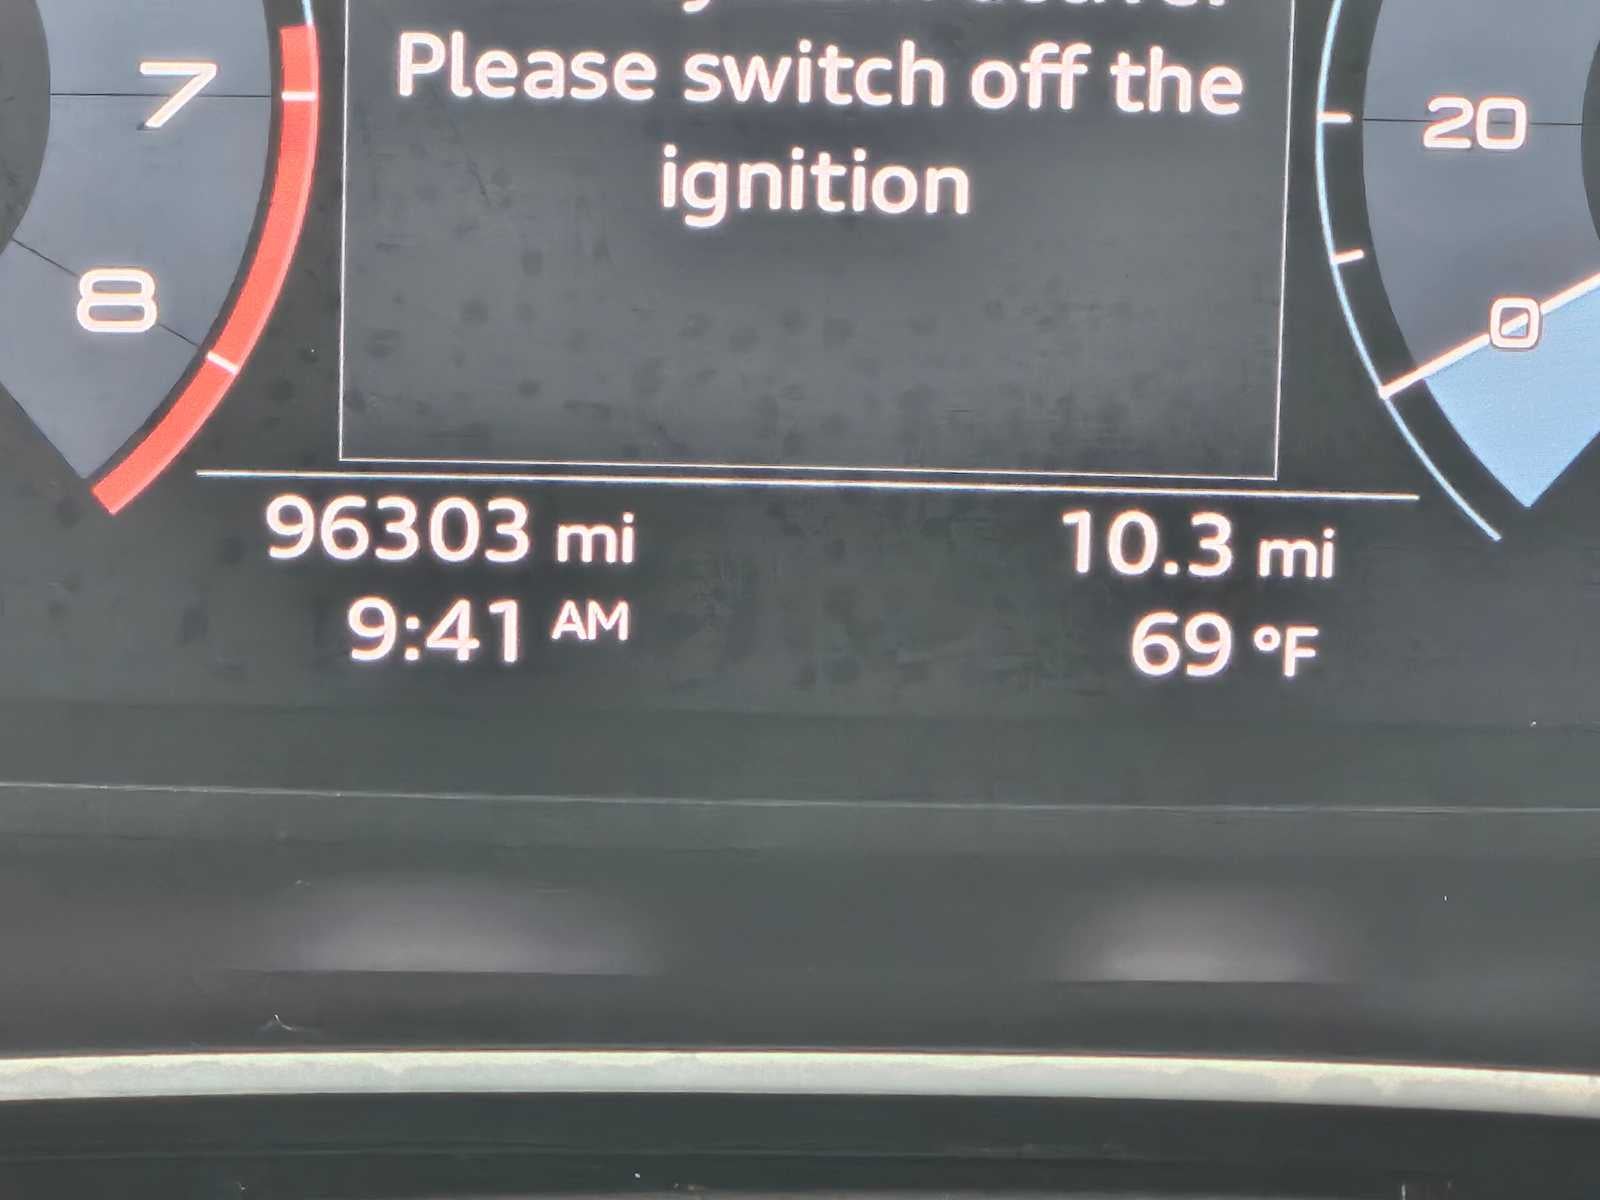 Please switch off the
ignition
7
8
20
0
96303 mi
10.3 mi
9:41 AM
69 °F